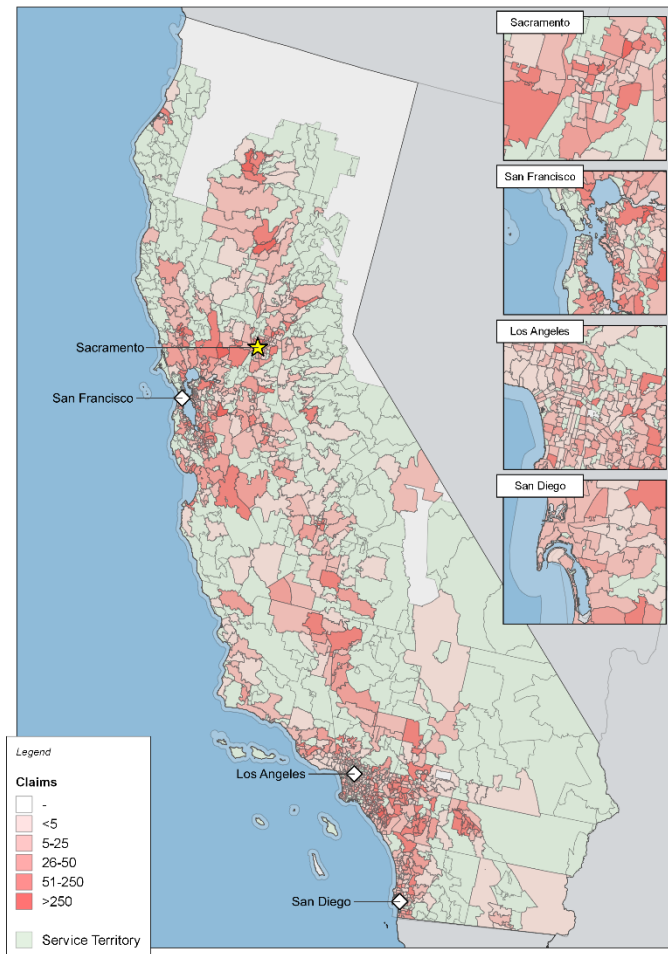 Sacramento
San Francisco
Los Angeles
San Diego
Sacramento
San Francisco
Los Angeles
San Diego
Legend
Claims
-
<5
5-25
26-50
51-250
>250
Service Territory